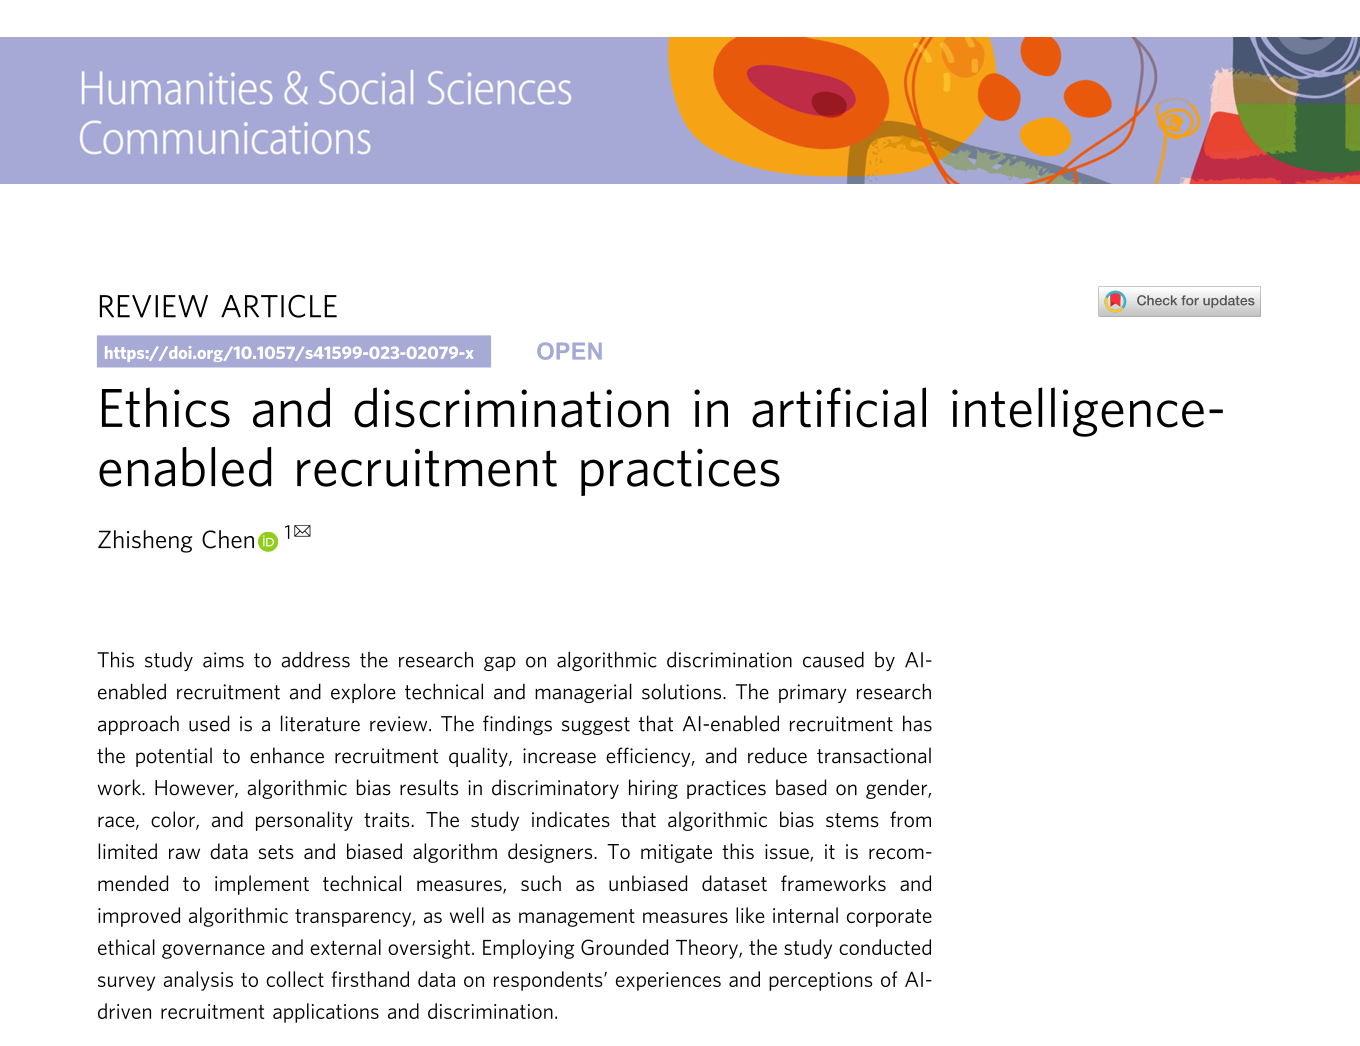 Humanities & Social Sciences
Communications
REVIEW ARTICLE
Check for updates
https://doi.org/10.1057/s41599-023-02079-x
OPEN
Ethics and discrimination in artificial intelligence-
enabled recruitment practices
Zhisheng Chen iD 1✉
This study aims to address the research gap on algorithmic discrimination caused by AI-
enabled recruitment and explore technical and managerial solutions. The primary research
approach used is a literature review. The findings suggest that AI-enabled recruitment has
the potential to enhance recruitment quality, increase efficiency, and reduce transactional
work. However, algorithmic bias results in discriminatory hiring practices based on gender,
race, color, and personality traits. The study indicates that algorithmic bias stems from
limited raw data sets and biased algorithm designers. To mitigate this issue, it is recom-
mended to implement technical measures, such as unbiased dataset frameworks and
improved algorithmic transparency, as well as management measures like internal corporate
ethical governance and external oversight. Employing Grounded Theory, the study conducted
survey analysis to collect firsthand data on respondents' experiences and perceptions of AI-
driven recruitment applications and discrimination.